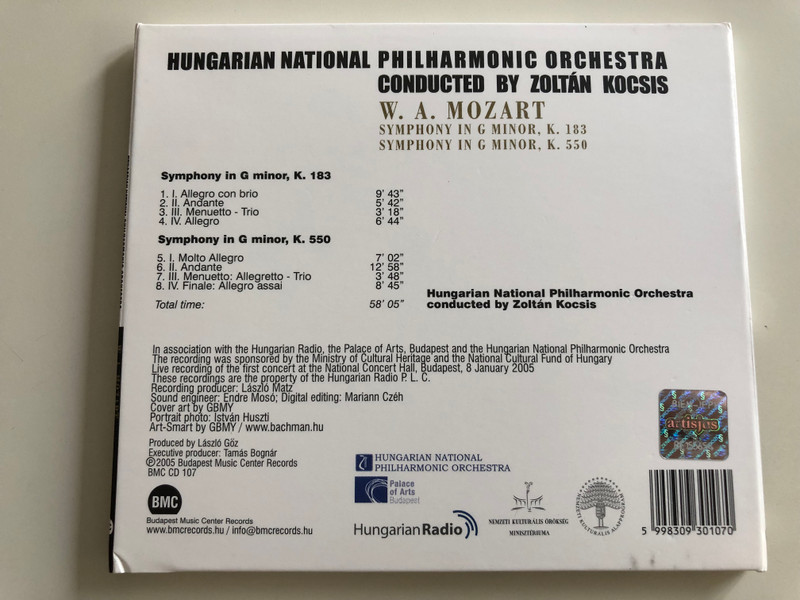 HUNGARIAN NATIONAL PHILHARMONIC ORCHESTRA
CONDUCTED BY ZOLTÁN KOCSIS
W. A. MOZART
SYMPHONY IN G MINOR, K. 183
SYMPHONY IN G MINOR, K. 550
Symphony in G minor, K. 183
1. I. Allegro con brio 9' 43"
2. II. Andante 5' 42"
3. III. Menuetto - Trio 3' 18"
4. IV. Allegro 6' 44"
Symphony in G minor, K. 550
5. I. Molto Allegro 7' 02"
6. II. Andante 12' 58"
7. III. Menuetto: Allegretto - Trio 3' 48"
8. IV. Finale: Allegro assai 8' 45"
Total time: 58' 05"
Hungarian National Philharmonic Orchestra
conducted by Zoltán Kocsis
In association with the Hungarian Radio, the Palace of Arts, Budapest and the Hungarian National Philharmonic Orchestra
The recording was sponsored by the Ministry of Cultural Heritage and the National Cultural Fund of Hungary
Live recording of the first concert at the National Concert Hall, Budapest, 8 January 2005
These recordings are the property of the Hungarian Radio P. L. C.
Recording producer: László Matz
Sound engineer: Endre Mosó; Digital editing: Mariann Czéh
Cover art by GBMY
Portrait photo: István Huszti
Art-Smart by GBMY / www.bachman.hu
Produced by László Gőz
Executive producer: Tamás Bognár
℗2005 Budapest Music Center Records
BMC CD 107
BMC
Budapest Music Center Records
www.bmcrecords.hu / info@bmcrecords.hu
HUNGARIAN NATIONAL
PHILHARMONIC ORCHESTRA
Palace
of Arts
Budapest
HungarianRadio
NEMZETI KULTURÁLIS ÖRÖKSÉG
MINISZTÉRIUMA
NEMZETI KULTURÁLIS ALAPPROGRAM
artisjus
5 998309 301070